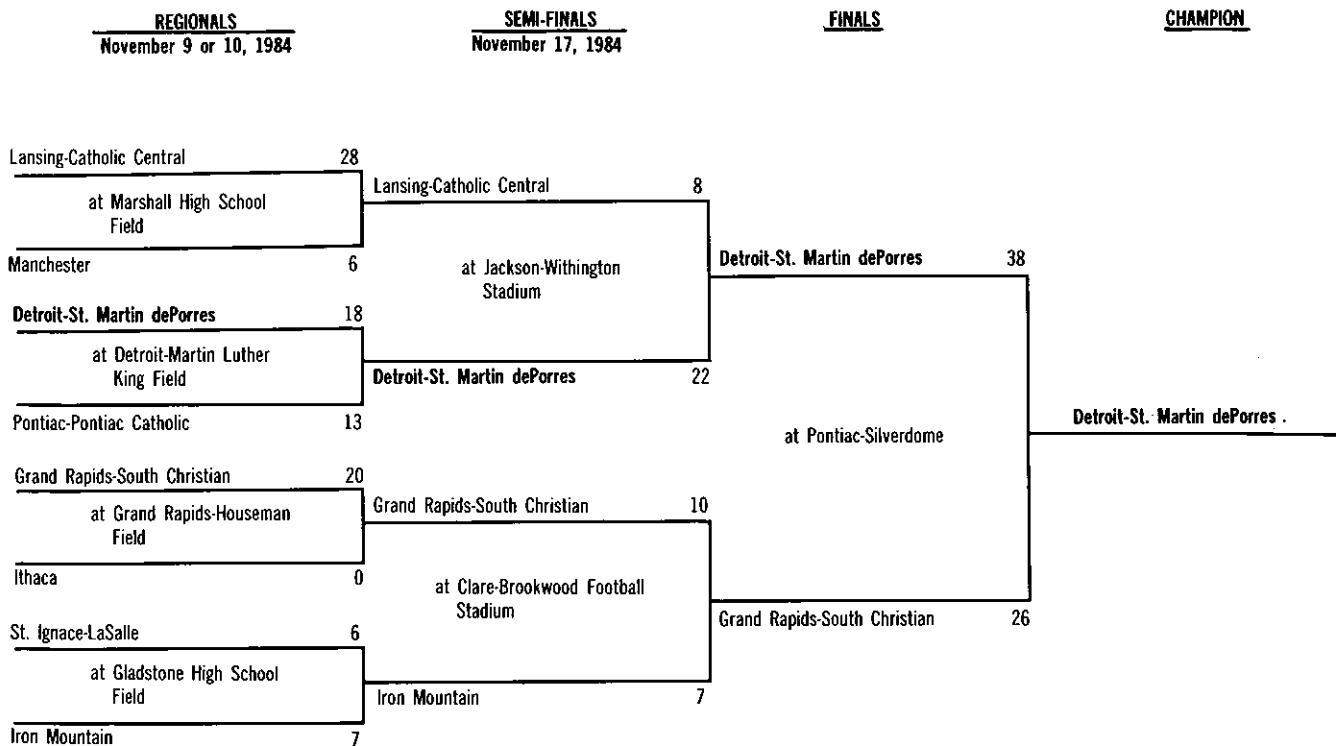 REGIONALS
November 9 or 10, 1984
SEMI-FINALS
November 17, 1984
FINALS
CHAMPION
Lansing-Catholic Central 28
at Marshall High School
Field
Manchester 6
Detroit-St. Martin dePorres 18
at Detroit-Martin Luther
King Field
Pontiac-Pontiac Catholic 13
Grand Rapids-South Christian 20
at Grand Rapids-Houseman
Field
Ithaca 0
St. Ignace-LaSalle 6
at Gladstone High School
Field
Iron Mountain 7
Lansing-Catholic Central 8
at Jackson-Withington
Stadium
Detroit-St. Martin dePorres 22
Grand Rapids-South Christian 10
at Clare-Brookwood Football
Stadium
Iron Mountain 7
Detroit-St. Martin dePorres 38
at Pontiac-Silverdome
Grand Rapids-South Christian 26
Detroit-St. Martin dePorres .